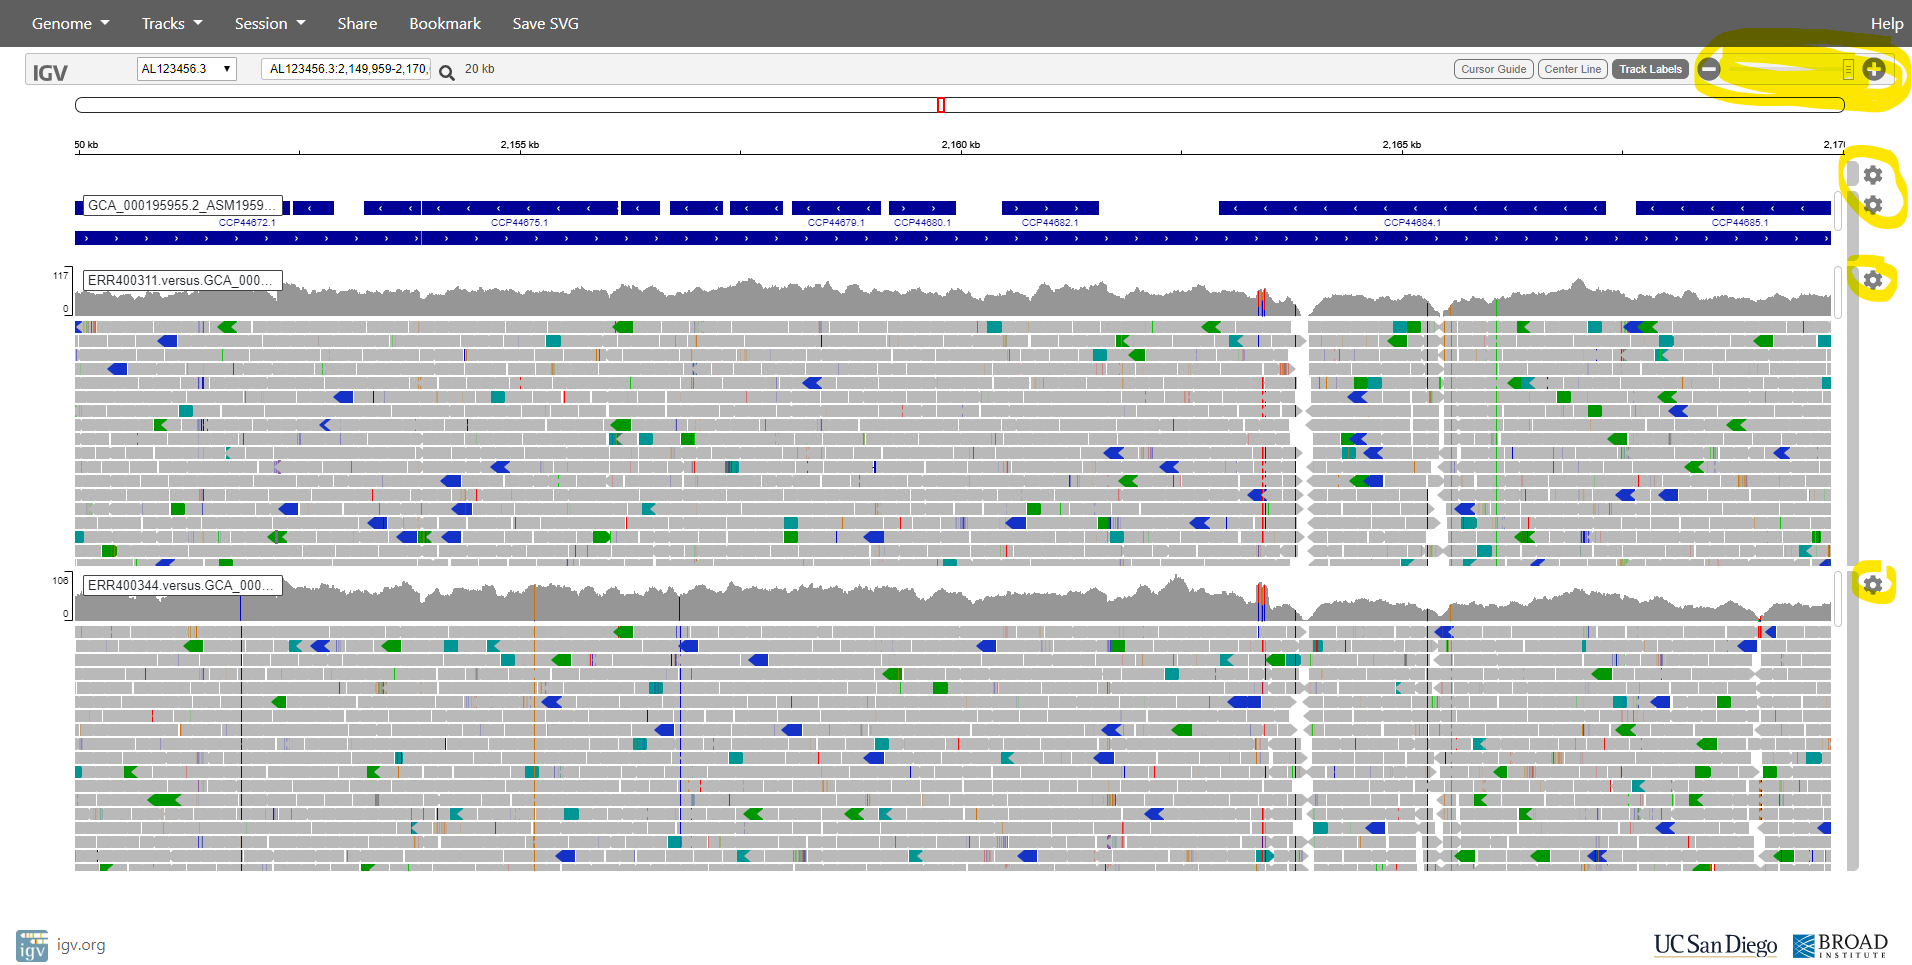 Genome Tracks Session Share Bookmark Save SVG Help
IGV AL123456.3 AL123456.3:2,149,959-2,170, 20 kb Cursor Guide Center Line Track Labels
50 kb 2,155 kb 2,160 kb 2,165 kb 2,170
GCA_000195955.2_ASM1959...
CCP44672.1 CCP44675.1 CCP44679.1 CCP44680.1 CCP44682.1 CCP44684.1 CCP44685.1
117 ERR400311.versus.GCA_000...
0
106 ERR400344.versus.GCA_000...
0
igv igv.org UC San Diego BROAD
INSTITUTE